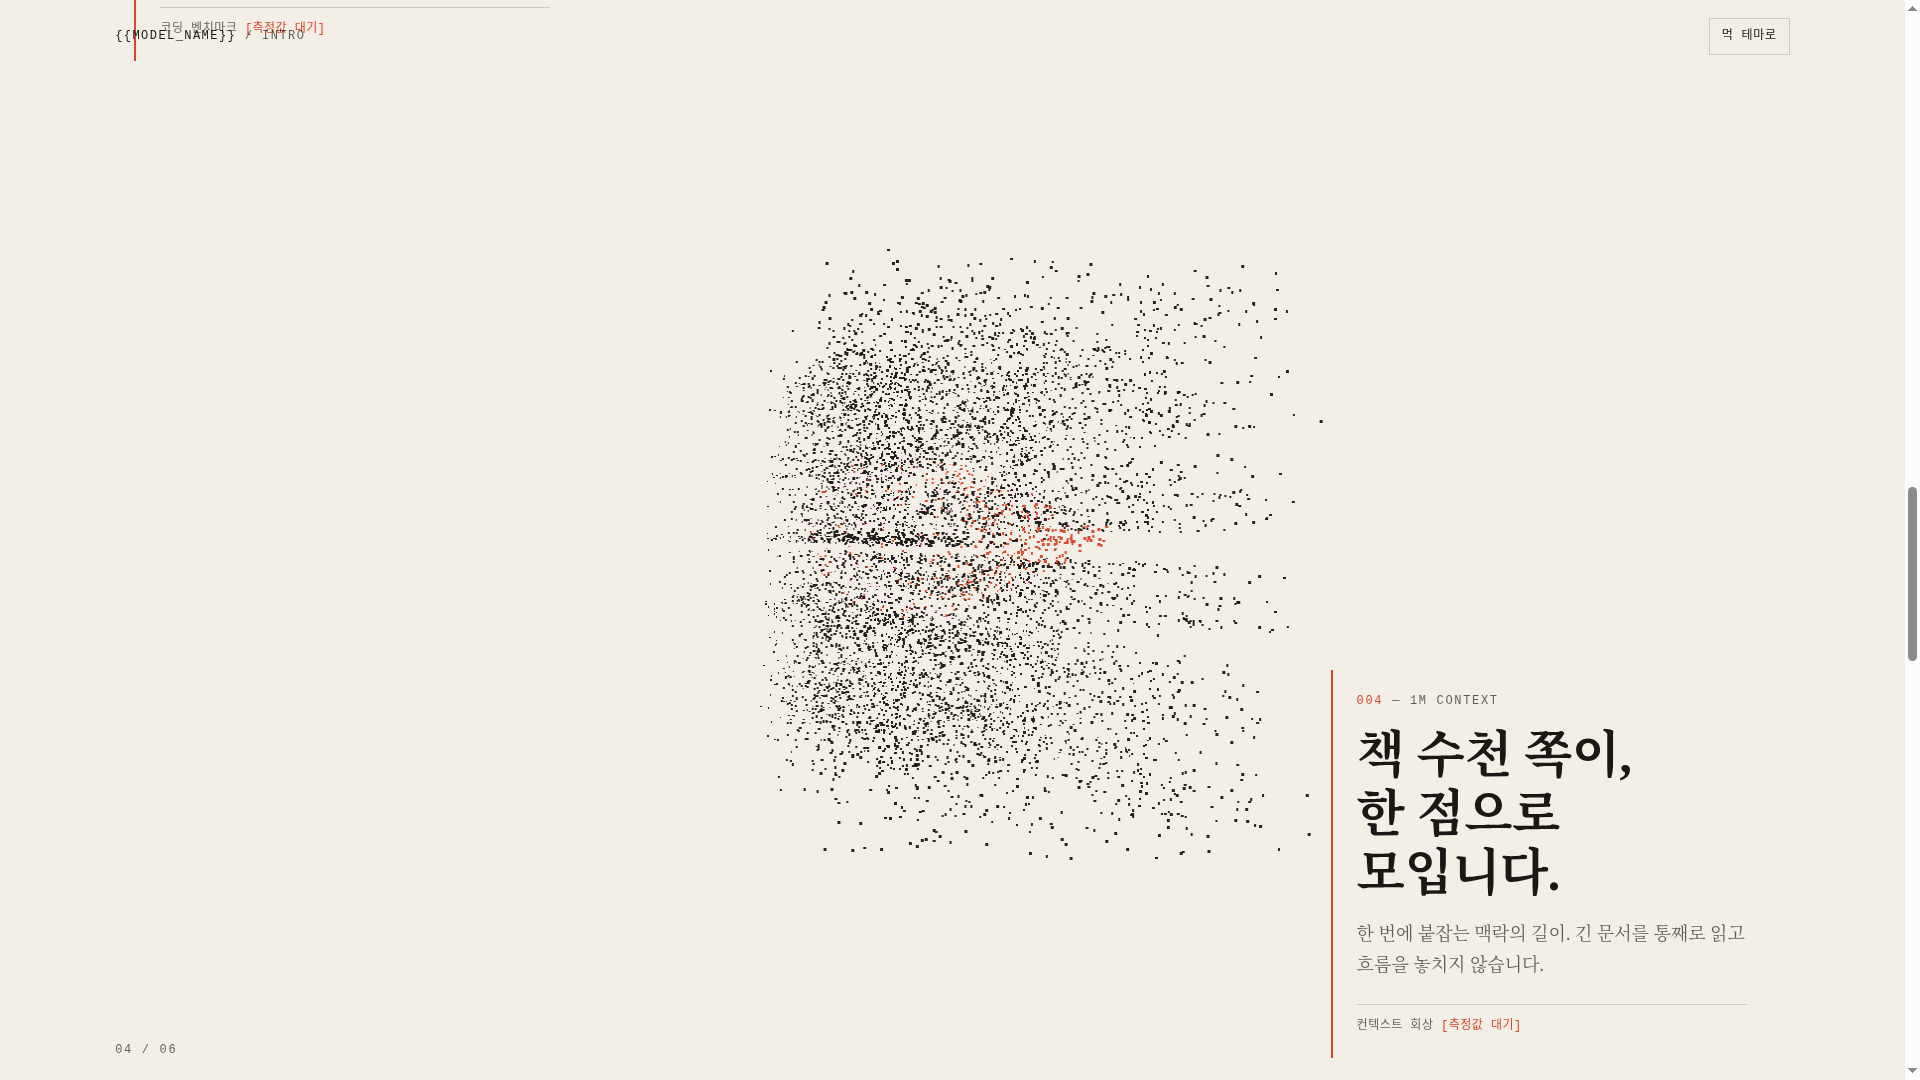 코딩 벤치마크 [측정값 대기]
{{MODEL_NAME}} / INTRO
먹 테마로
004 — 1M CONTEXT
책 수천 쪽이,
한 점으로
모입니다.
한 번에 붙잡는 맥락의 길이. 긴 문서를 통째로 읽고
흐름을 놓치지 않습니다.
컨텍스트 회상 [측정값 대기]
04 / 06